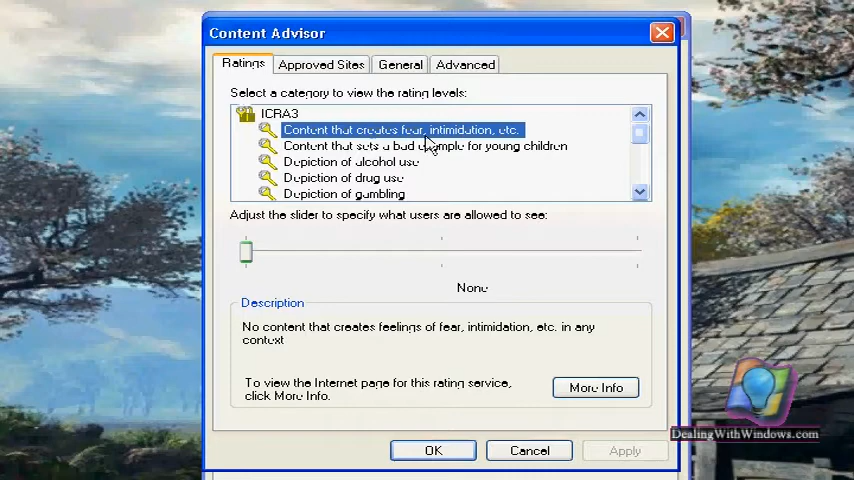 Content Advisor
Ratings
Approved Sites
General
Advanced
Select a category to view the rating levels:
ICRA3
Content that creates fear, intimidation, etc.
Content that sets a bad example for young children
Depiction of alcohol use
Depiction of drug use
Depiction of gambling
Adjust the slider to specify what users are allowed to see:
None
Description
No content that creates feelings of fear, intimidation, etc. in any
context
To view the Internet page for this rating service,
click More Info.
More Info
OK
Cancel
Apply
DealingWithWindows.com